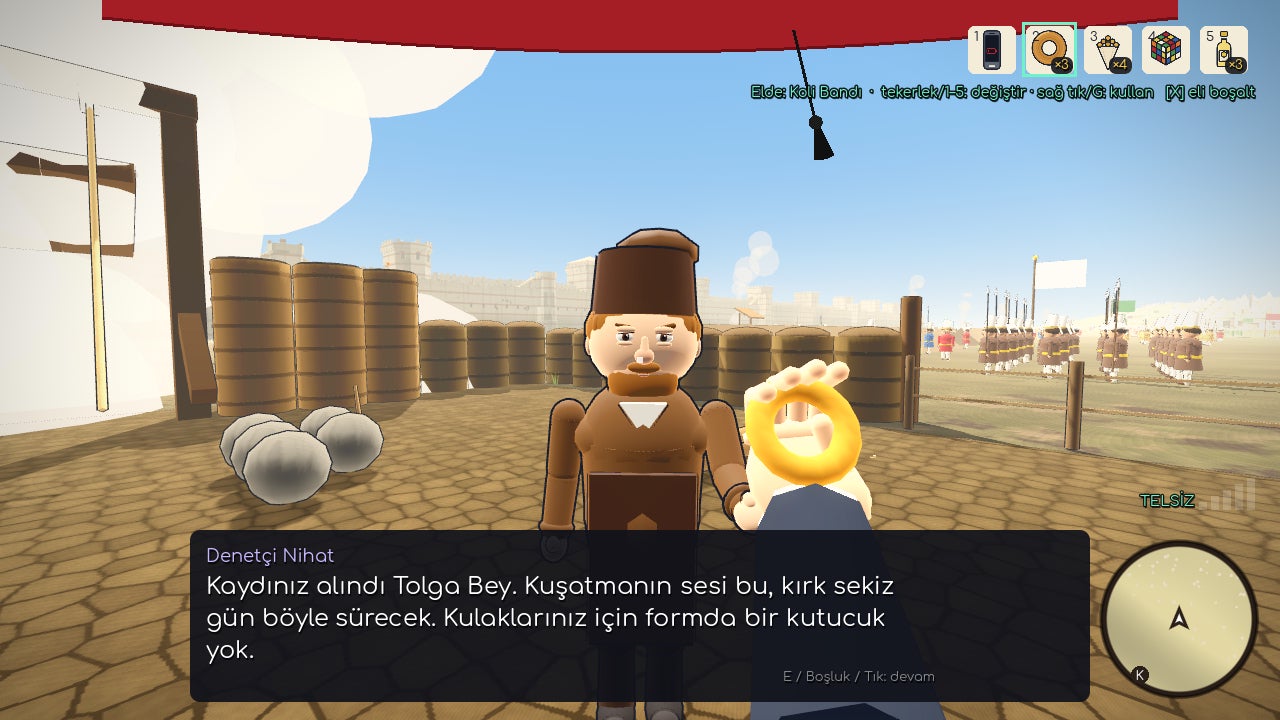 1
2
3
4
5
×3
×4
×3
Elde: Koli Bandı · tekerlek/1-5: değiştir · sağ tık/G: kullan [X] eli boşalt
TELSİZ
Denetçi Nihat
Kaydınız alındı Tolga Bey. Kuşatmanın sesi bu, kırk sekiz
gün böyle sürecek. Kulaklarınız için formda bir kutucuk
yok.
E / Boşluk / Tık: devam
K